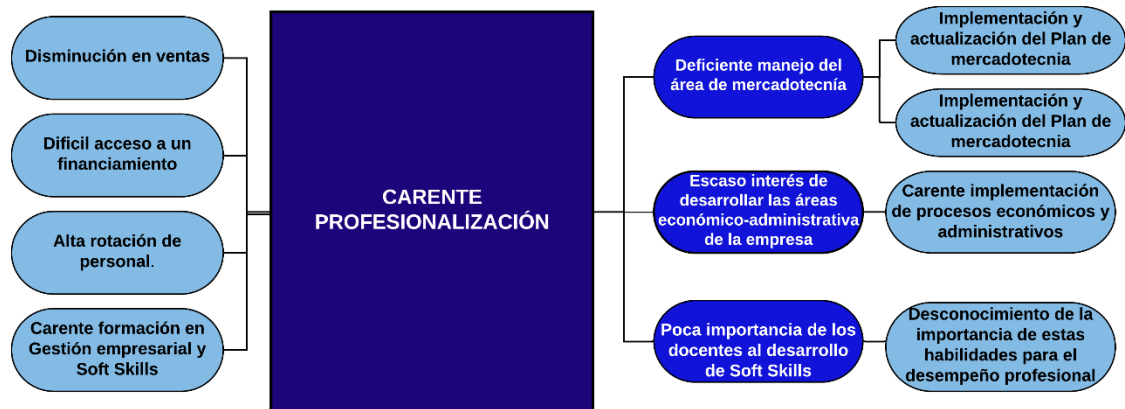 Disminución en ventas
Dificil acceso a un
financiamiento
Alta rotación de
personal.
Carente formación en
Gestión empresarial y
Soft Skills
CARENTE
PROFESIONALIZACIÓN
Deficiente manejo del
área de mercadotecnía
Implementación y
actualización del Plan de
mercadotecnia
Implementación y
actualización del Plan de
mercadotecnia
Escaso interés de
desarrollar las áreas
económico-administrativa
de la empresa
Carente implementación
de procesos económicos y
administrativos
Poca importancia de los
docentes al desarrollo
de Soft Skills
Desconocimiento de la
importancia de estas
habilidades para el
desempeño profesional